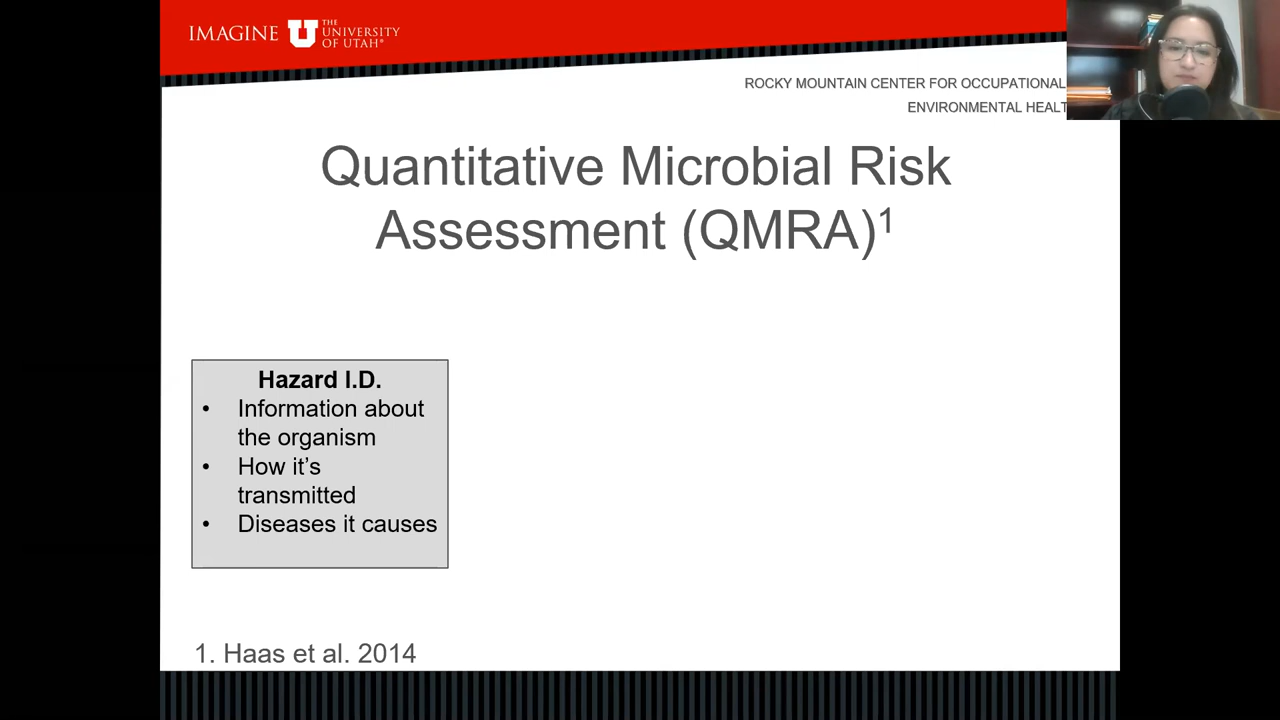 IMAGINE
THE
UNIVERSITY
OF UTAH®
ROCKY MOUNTAIN CENTER FOR OCCUPATIONAL
ENVIRONMENTAL HEALT
Quantitative Microbial Risk
Assessment (QMRA)1
Hazard I.D.
• Information about
the organism
• How it's
transmitted
• Diseases it causes
1. Haas et al. 2014